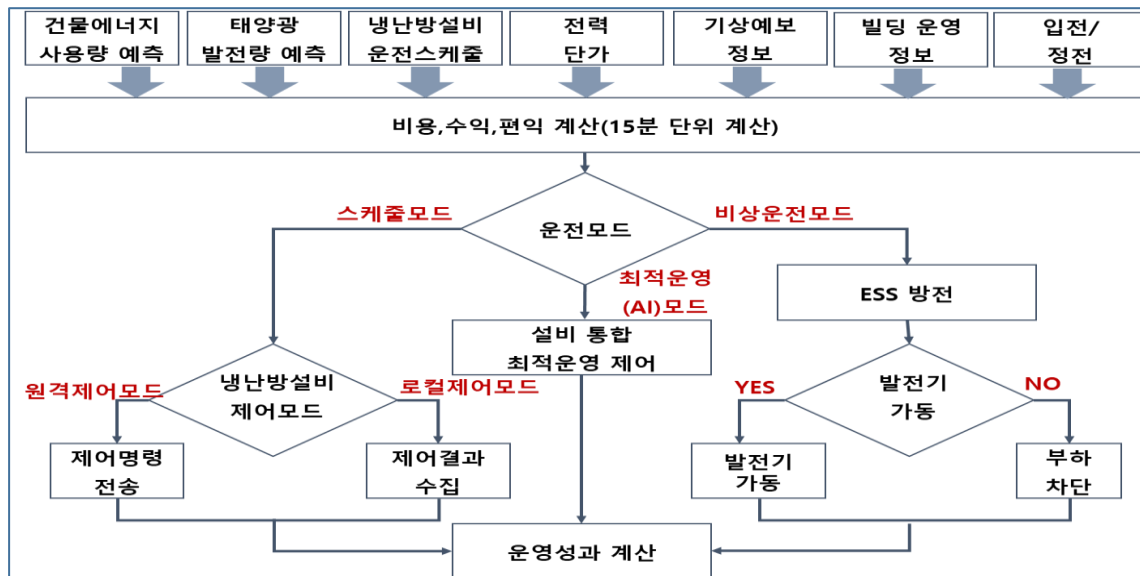 건물에너지
사용량 예측
태양광
발전량 예측
냉난방설비
운전스케줄
전력
단가
기상예보
정보
빌딩 운영
정보
입전/
정전
비용,수익,편익 계산(15분 단위 계산)
스케줄모드
운전모드
비상운전모드
최적운영
(AI)모드
ESS 방전
설비 통합
최적운영 제어
원격제어모드
냉난방설비
제어모드
로컬제어모드
YES
발전기
가동
NO
제어명령
전송
제어결과
수집
발전기
가동
부하
차단
운영성과 계산